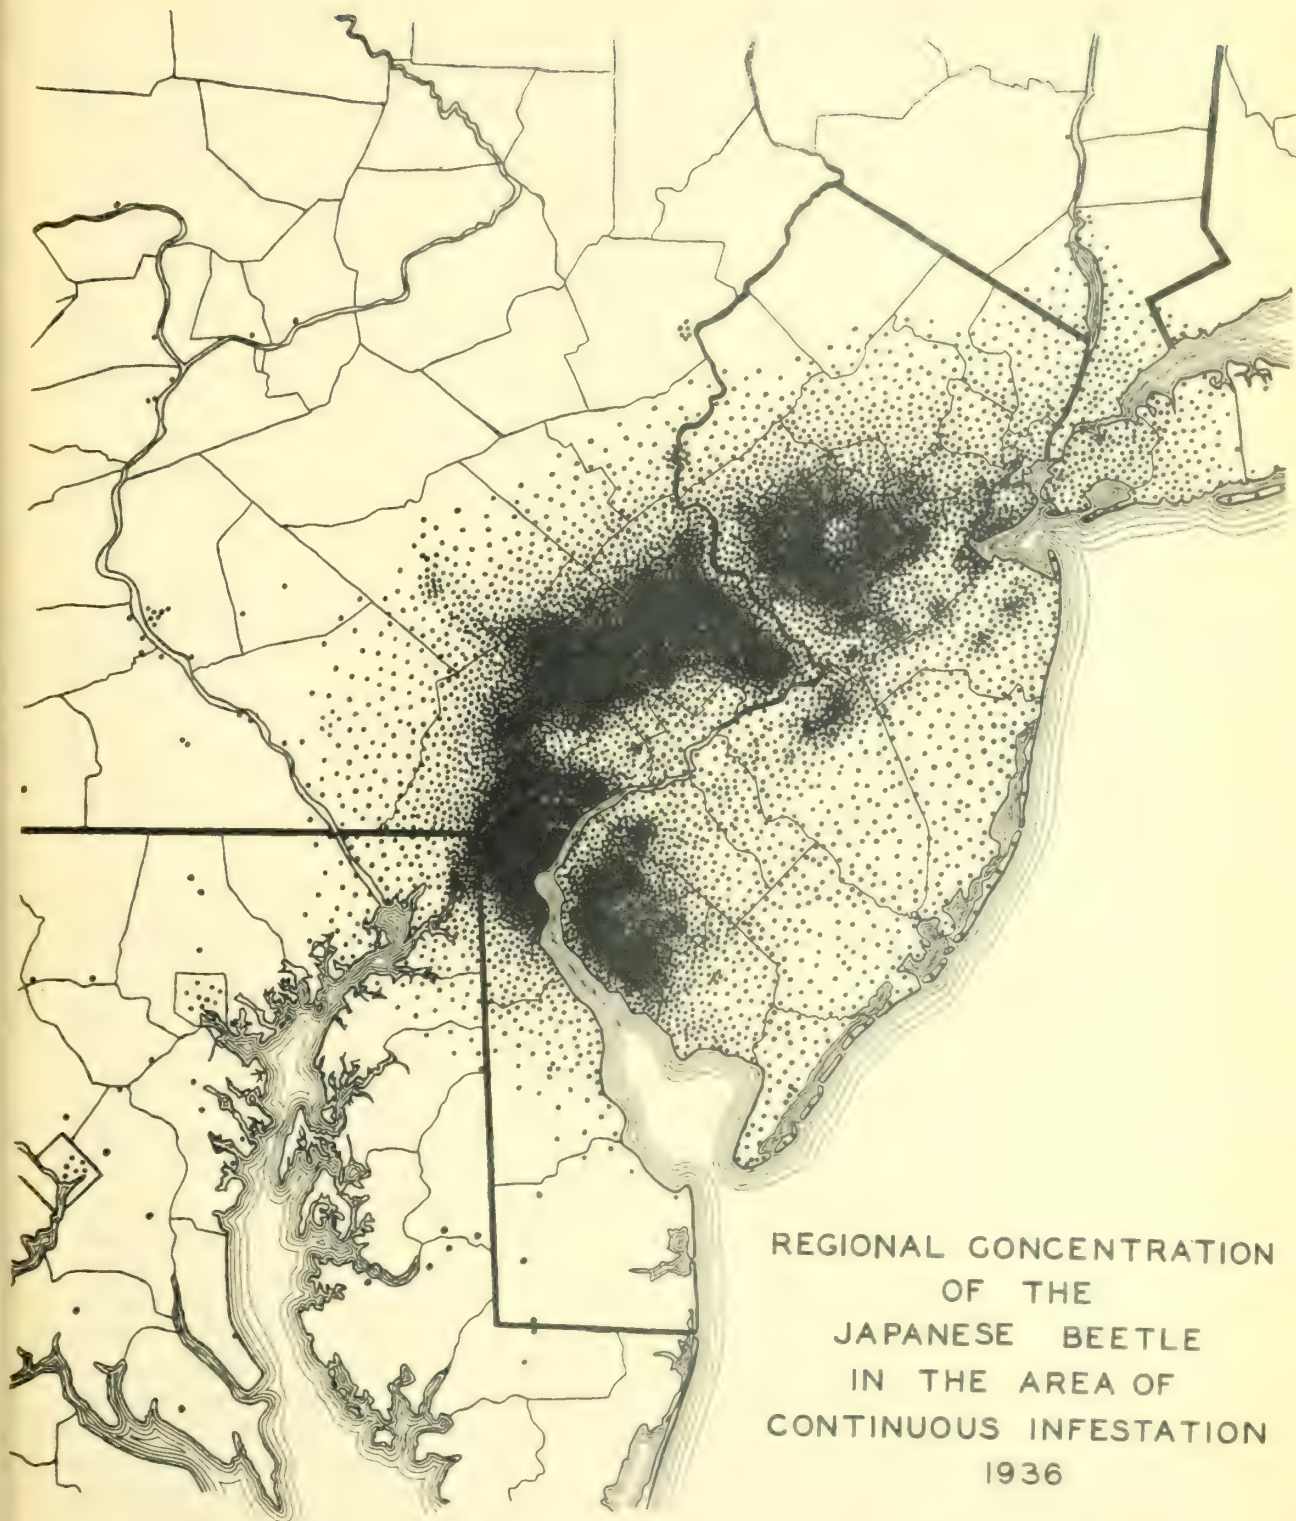 REGIONAL CONCENTRATION
OF THE
JAPANESE BEETLE
IN THE AREA OF
CONTINUOUS INFESTATION
1936